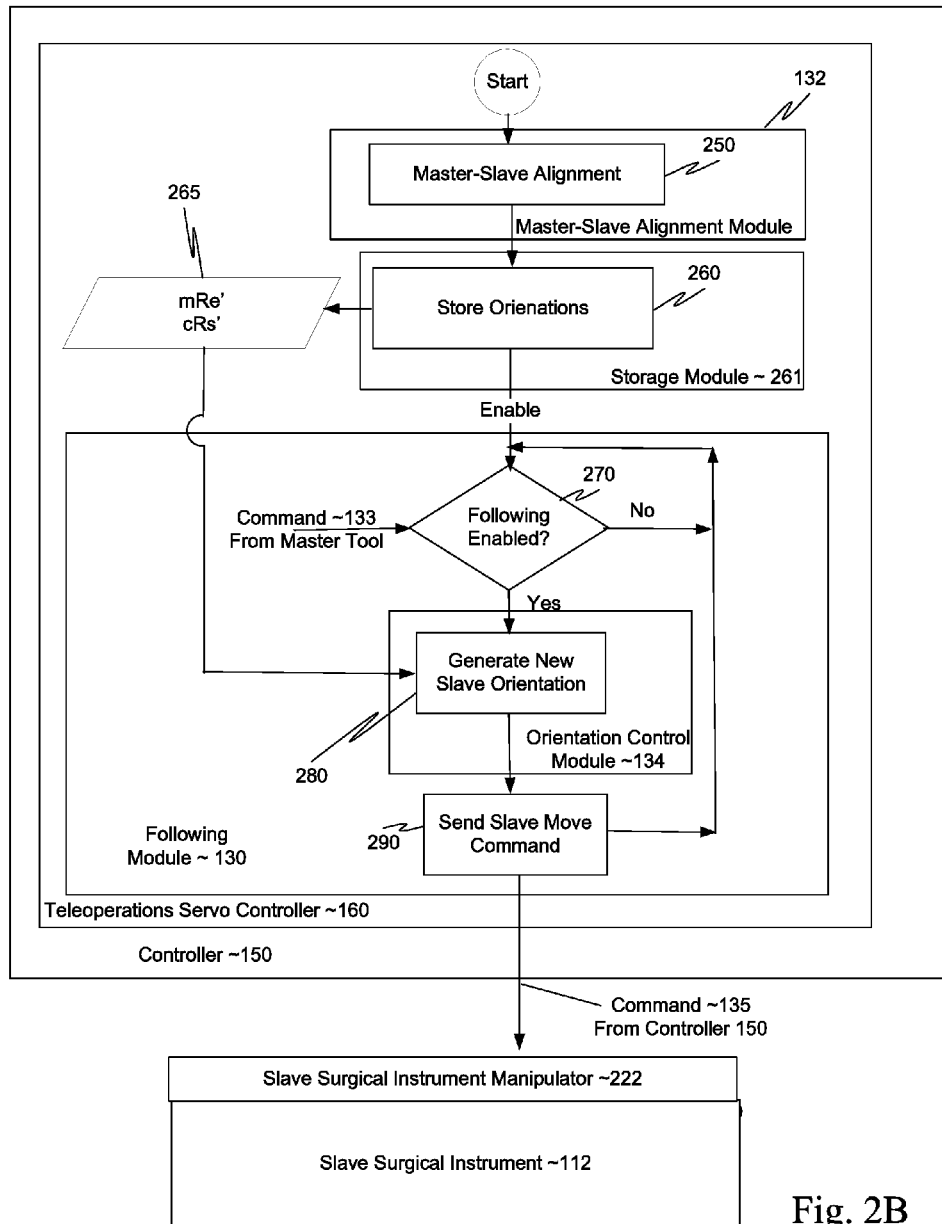 Start
132
250
Master-Slave Alignment
265
Master-Slave Alignment Module
mRe’
cRs’
260
Store Orienations
Storage Module ~ 261
Enable
270
Command ~133
From Master Tool
Following
Enabled?
No
Yes
Generate New
Slave Orientation
280
Orientation Control
Module ~134
290
Send Slave Move
Command
Following
Module ~ 130
Teleoperations Servo Controller ~160
Controller ~150
Command ~135
From Controller 150
Slave Surgical Instrument Manipulator ~222
Slave Surgical Instrument ~112
Fig. 2B